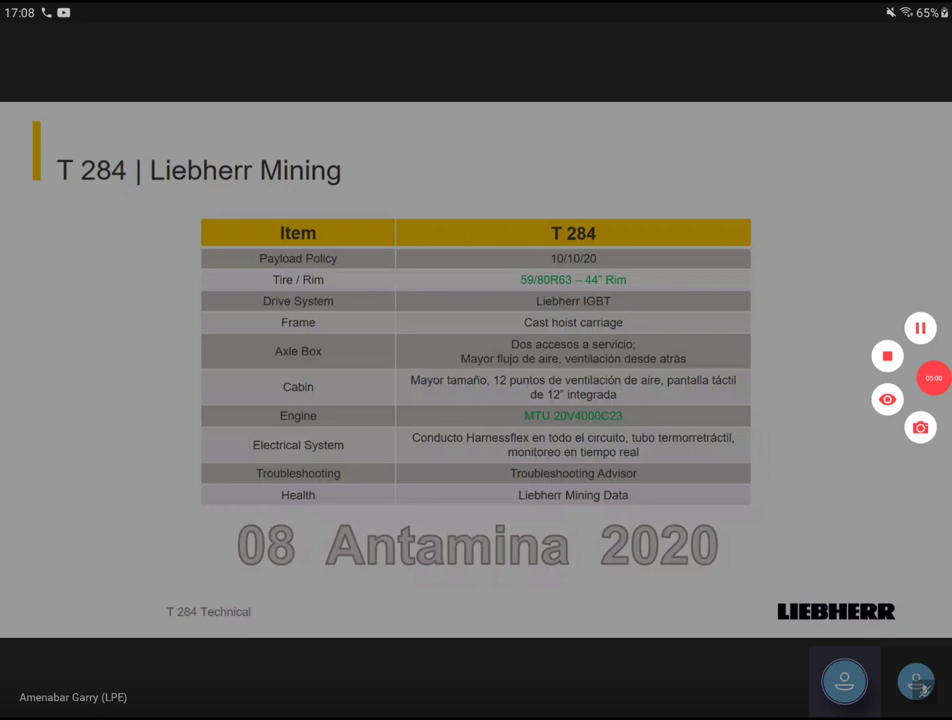 17:08
65%
T 284 | Liebherr Mining
Item
T 284
Payload Policy
10/10/20
Tire / Rim
59/80R63 – 44” Rim
Drive System
Liebherr IGBT
Frame
Cast hoist carriage
Axle Box
Dos accesos a servicio;
Mayor flujo de aire, ventilación desde atrás
Cabin
Mayor tamaño, 12 puntos de ventilación de aire, pantalla táctil
de 12” integrada
Engine
MTU 20V4000C23
Electrical System
Conducto Harnessflex en todo el circuito, tubo termorretráctil,
monitoreo en tiempo real
Troubleshooting
Troubleshooting Advisor
Health
Liebherr Mining Data
05:00
08 Antamina 2020
T 284 Technical
LIEBHERR
Amenabar Garry (LPE)